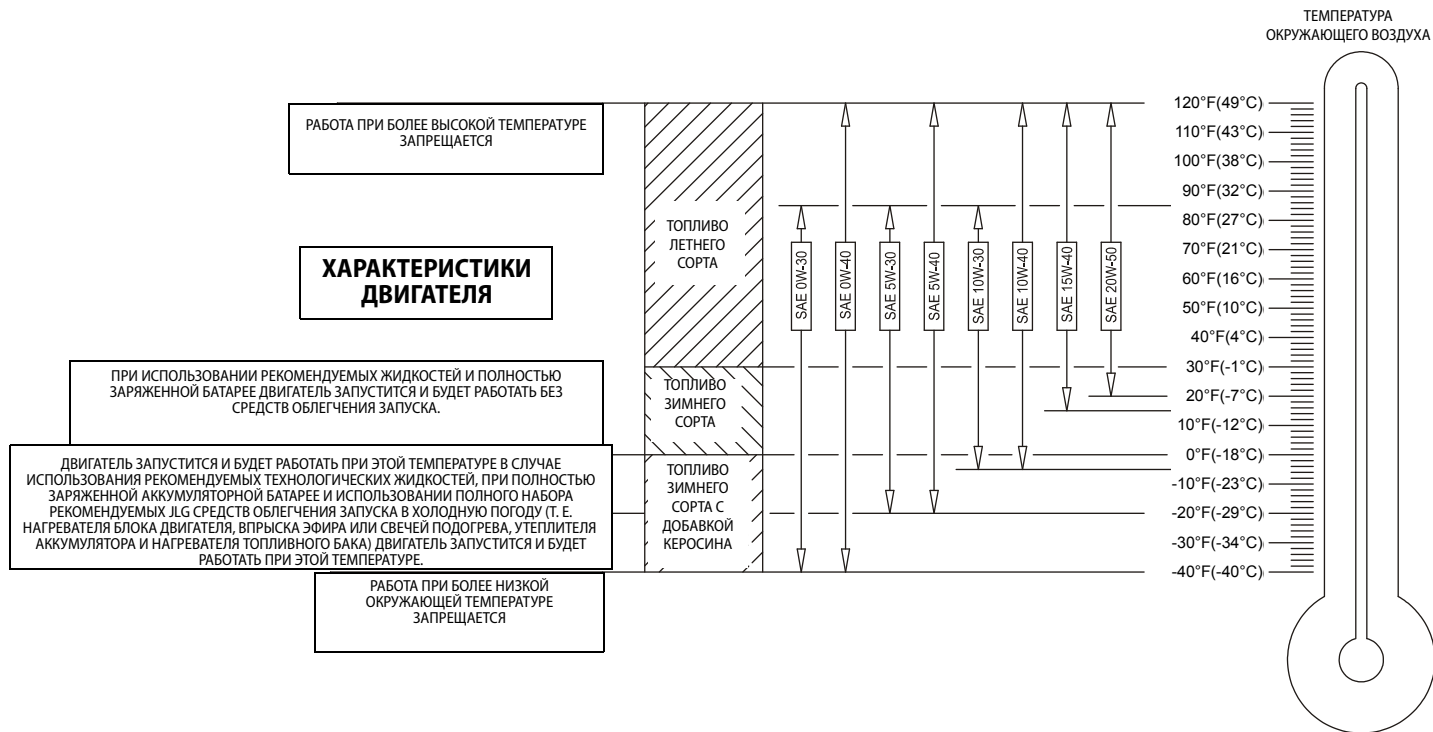 ТЕМПЕРАТУРА
ОКРУЖАЮЩЕГО ВОЗДУХА
РАБОТА ПРИ БОЛЕЕ ВЫСОКОЙ ТЕМПЕРАТУРЕ
ЗАПРЕЩАЕТСЯ
ХАРАКТЕРИСТИКИ
ДВИГАТЕЛЯ
ПРИ ИСПОЛЬЗОВАНИИ РЕКОМЕНДУЕМЫХ ЖИДКОСТЕЙ И ПОЛНОСТЬЮ
ЗАРЯЖЕННОЙ БАТАРЕЕ ДВИГАТЕЛЬ ЗАПУСТИТСЯ И БУДЕТ РАБОТАТЬ БЕЗ
СРЕДСТВ ОБЛЕГЧЕНИЯ ЗАПУСКА.
ДВИГАТЕЛЬ ЗАПУСТИТСЯ И БУДЕТ РАБОТАТЬ ПРИ ЭТОЙ ТЕМПЕРАТУРЕ В СЛУЧАЕ
ИСПОЛЬЗОВАНИЯ РЕКОМЕНДУЕМЫХ ТЕХНОЛОГИЧЕСКИХ ЖИДКОСТЕЙ, ПРИ ПОЛНОСТЬЮ
ЗАРЯЖЕННОЙ АККУМУЛЯТОРНОЙ БАТАРЕЕ И ИСПОЛЬЗОВАНИИ ПОЛНОГО НАБОРА
РЕКОМЕНДУЕМЫХ JLG СРЕДСТВ ОБЛЕГЧЕНИЯ ЗАПУСКА В ХОЛОДНУЮ ПОГОДУ (Т. Е.
НАГРЕВАТЕЛЯ БЛОКА ДВИГАТЕЛЯ, ВПРЫСКА ЭФИРА ИЛИ СВЕЧЕЙ ПОДОГРЕВА, УТЕПЛИТЕЛЯ
АККУМУЛЯТОРА И НАГРЕВАТЕЛЯ ТОПЛИВНОГО БАКА) ДВИГАТЕЛЬ ЗАПУСТИТСЯ И БУДЕТ
РАБОТАТЬ ПРИ ЭТОЙ ТЕМПЕРАТУРЕ.
РАБОТА ПРИ БОЛЕЕ НИЗКОЙ
ОКРУЖАЮЩЕЙ ТЕМПЕРАТУРЕ
ЗАПРЕЩАЕТСЯ
ТОПЛИВО
ЛЕТНЕГО
СОРТА
ТОПЛИВО
ЗИМНЕГО
СОРТА
ТОПЛИВО
ЗИМНЕГО
СОРТА С
ДОБАВКОЙ
КЕРОСИНА
SAE 0W-30
SAE 0W-40
SAE 5W-30
SAE 5W-40
SAE 10W-30
SAE 10W-40
SAE 15W-40
SAE 20W-50
120°F(49°C)
110°F(43°C)
100°F(38°C)
90°F(32°C)
80°F(27°C)
70°F(21°C)
60°F(16°C)
50°F(10°C)
40°F(4°C)
30°F(-1°C)
20°F(-7°C)
10°F(-12°C)
0°F(-18°C)
-10°F(-23°C)
-20°F(-29°C)
-30°F(-34°C)
-40°F(-40°C)